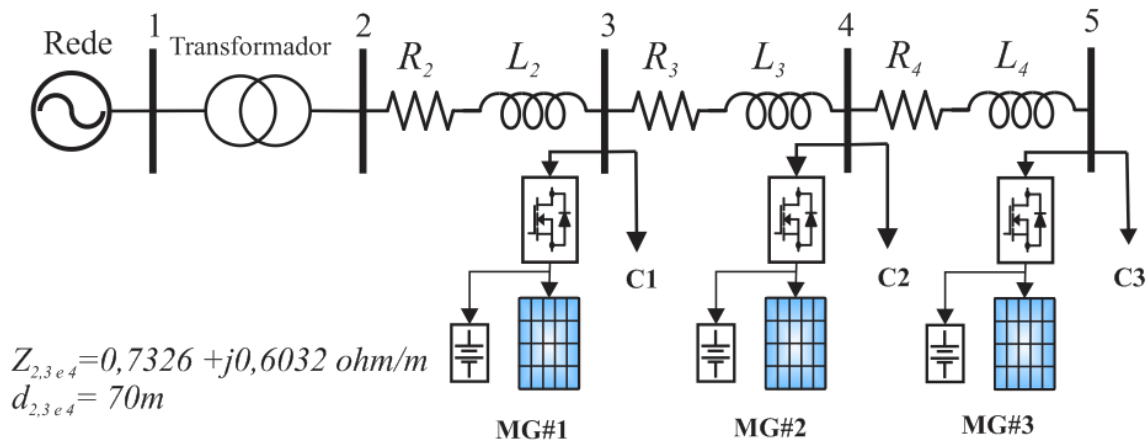 1
2
3
4
5
Rede
Transformador
R2
L2
R3
L3
R4
L4
C1
C2
C3
Z2,3 e 4=0,7326 +j0,6032 ohm/m
d2,3 e 4= 70m
MG#1
MG#2
MG#3